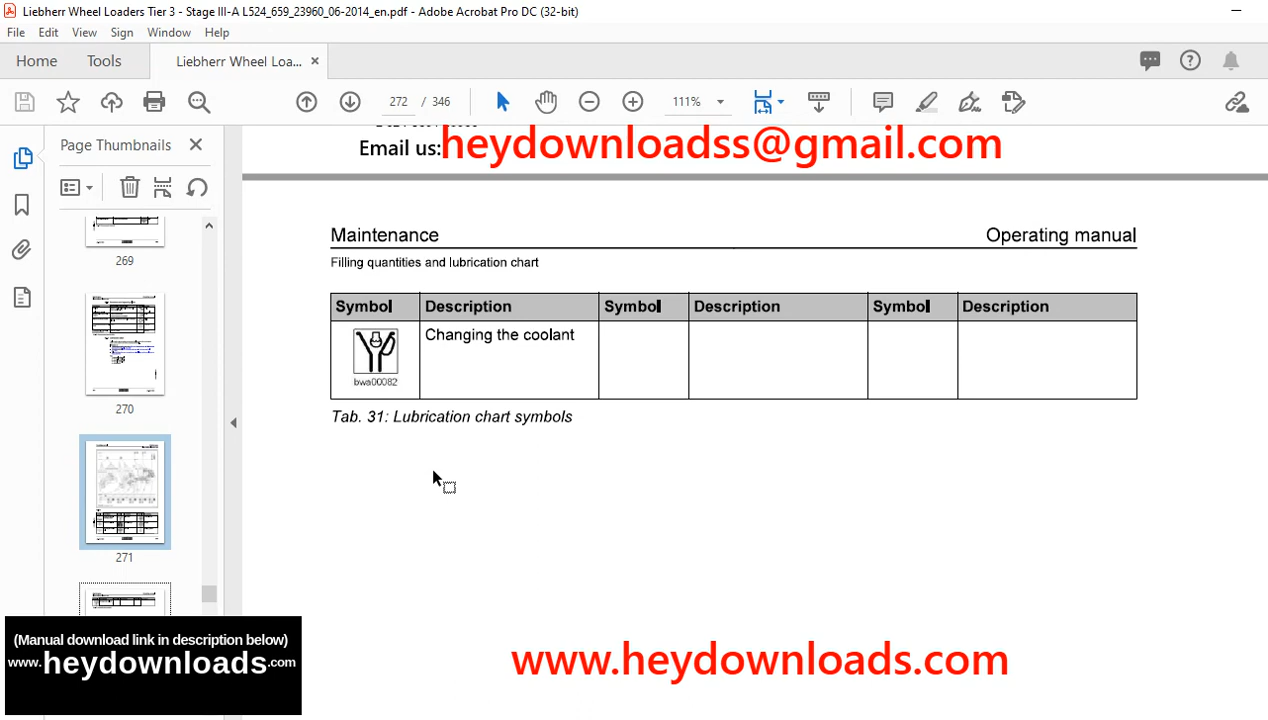 Liebherr Wheel Loaders Tier 3 - Stage III-A L524_659_23960_06-2014_en.pdf - Adobe Acrobat Pro DC (32-bit)
File Edit View Sign Window Help
Home Tools Liebherr Wheel Loa... ×
272 / 346 111%
Page Thumbnails
269
270
271
Email us: heydownloadss@gmail.com
Maintenance Operating manual
Filling quantities and lubrication chart
Symbol Description Symbol Description Symbol Description
Changing the coolant
bwa00082
Tab. 31: Lubrication chart symbols
www.heydownloads.com
(Manual download link in description below)
www.heydownloads.com